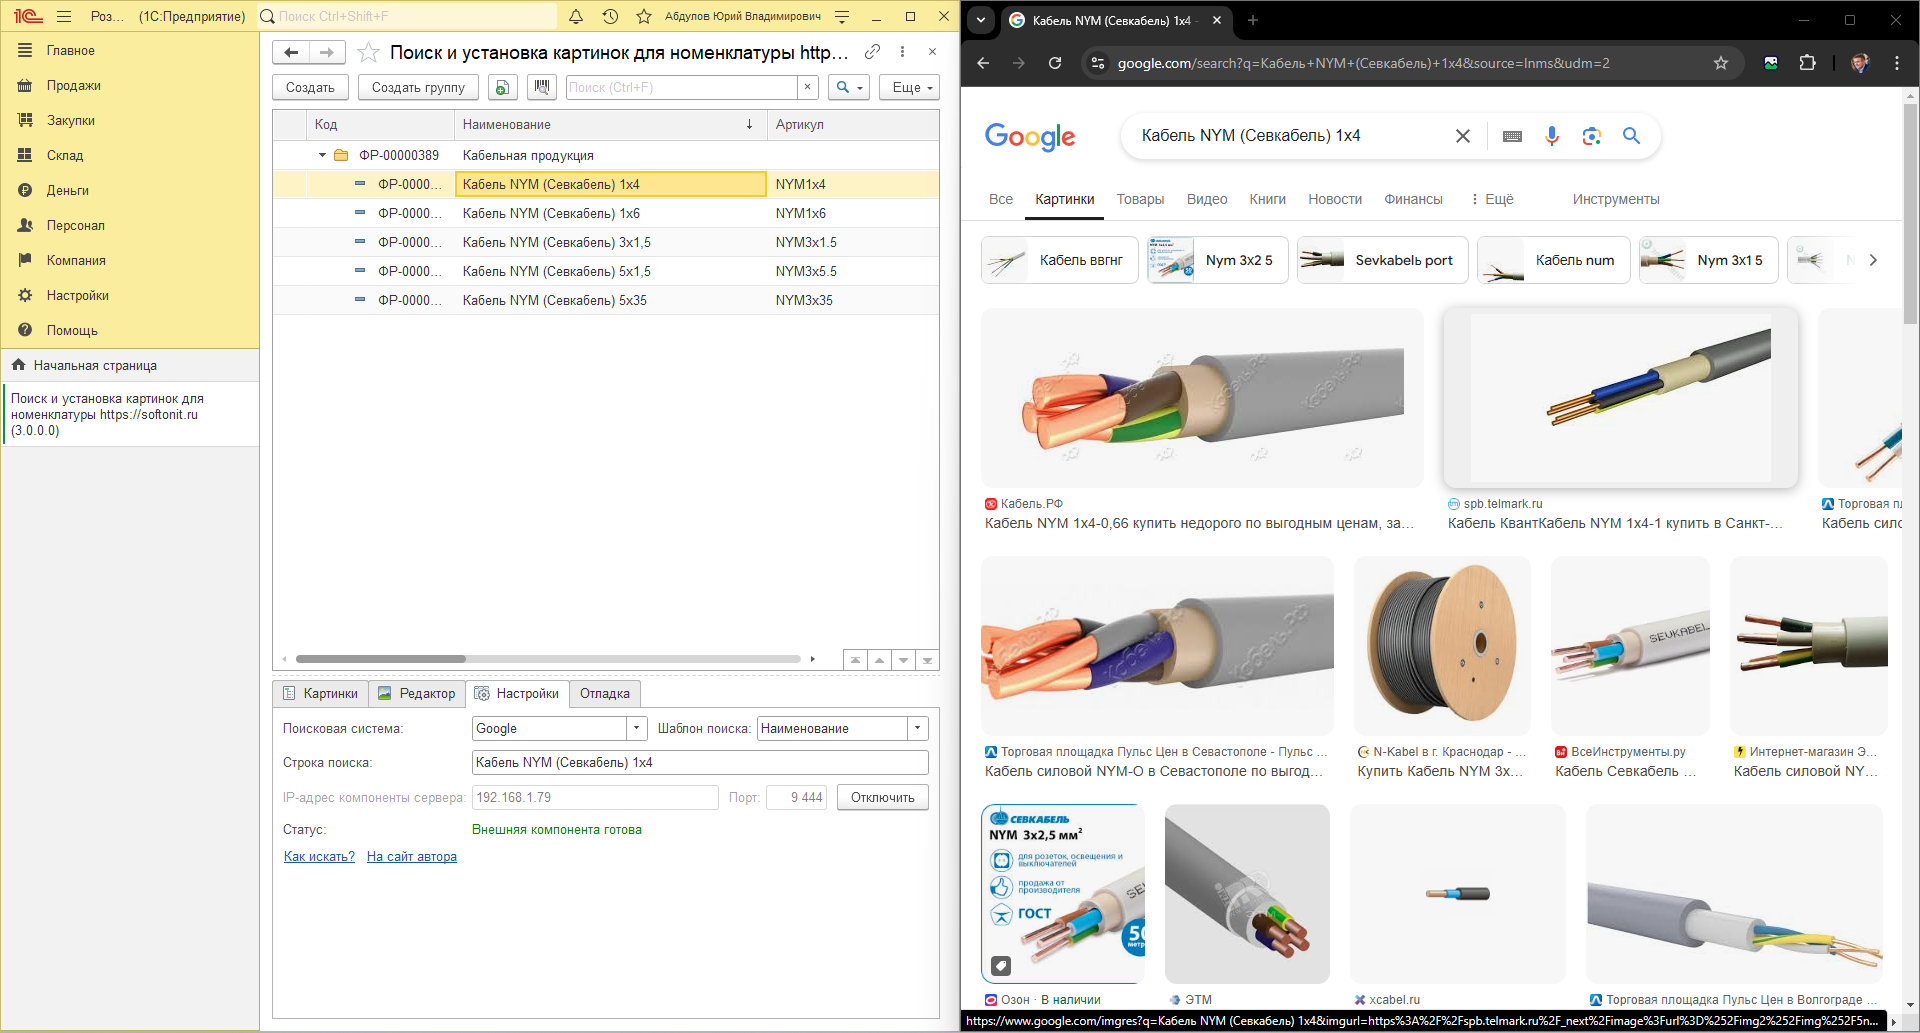 Роз... (1С:Предприятие)
Поиск Ctrl+Shift+F
Абдулов Юрий Владимирович
Главное
Продажи
Закупки
Склад
Деньги
Персонал
Компания
Настройки
Помощь
Начальная страница
Поиск и установка картинок для
номенклатуры https://softonit.ru
(3.0.0.0)
Поиск и установка картинок для номенклатуры http...
Создать
Создать группу
Поиск (Ctrl+F)
Еще
Код Наименование Артикул
ФР-00000389 Кабельная продукция
ФР-0000... Кабель NYM (Севкабель) 1x4 NYM1x4
ФР-0000... Кабель NYM (Севкабель) 1x6 NYM1x6
ФР-0000... Кабель NYM (Севкабель) 3x1,5 NYM3x1.5
ФР-0000... Кабель NYM (Севкабель) 5x1,5 NYM3x5.5
ФР-0000... Кабель NYM (Севкабель) 5x35 NYM3x35
Картинки Редактор Настройки Отладка
Поисковая система: Google Шаблон поиска: Наименование
Строка поиска: Кабель NYM (Севкабель) 1x4
IP-адрес компоненты сервера: 192.168.1.79 Порт: 9 444 Отключить
Статус: Внешняя компонента готова
Как искать? На сайт автора
Кабель NYM (Севкабель) 1x4 -
google.com/search?q=Кабель+NYM+(Севкабель)+1x4&source=lnms&udm=2
Google
Кабель NYM (Севкабель) 1x4
Все Картинки Товары Видео Книги Новости Финансы Ещё Инструменты
Кабель ввгнг
Nym 3x2 5
Sevkabeль port
Кабель num
Nym 3x1 5
N
Кабель.РФ
Кабель NYM 1x4-0,66 купить недорого по выгодным ценам, за...
spb.telmark.ru
Кабель КвантКабель NYM 1x4-1 купить в Санкт-...
Торговая пл
Кабель сило
SEVKABEL
Торговая площадка Пульс Цен в Севастополе - Пульс ...
Кабель силовой NYM-O в Севастополе по выгод...
N-Kabel в г. Краснодар - ...
Купить Кабель NYM 3x...
ВсеИнструменты.ру
Кабель Севкабель ...
Интернет-магазин Э...
Кабель силовой NY...
СЕВКАБЕЛЬ
NYM 3x2,5 мм²
для розеток, освещения и
выключателей
продажа от
производителя
ГОСТ
50
метров
Озон · В наличии
ЭТМ
xcabel.ru
Торговая площадка Пульс Цен в Волгограде ...
https://www.google.com/imgres?q=Кабель NYM (Севкабель) 1x4&imgurl=https%3A%2F%2Fspb.telmark.ru%2F_next%2Fimage%3Furl%3D%252Fimg2%252Fimg%252F5n...